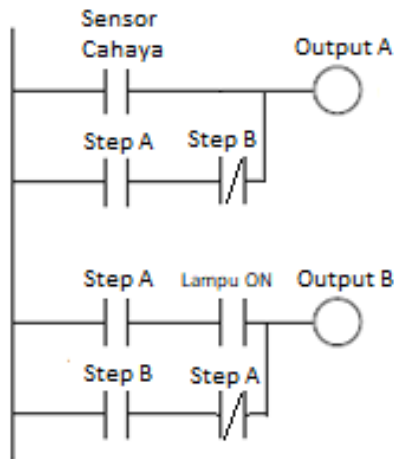 Sensor
Cahaya
Output A
Step A
Step B
Step A
Lampu ON
Output B
Step B
Step A